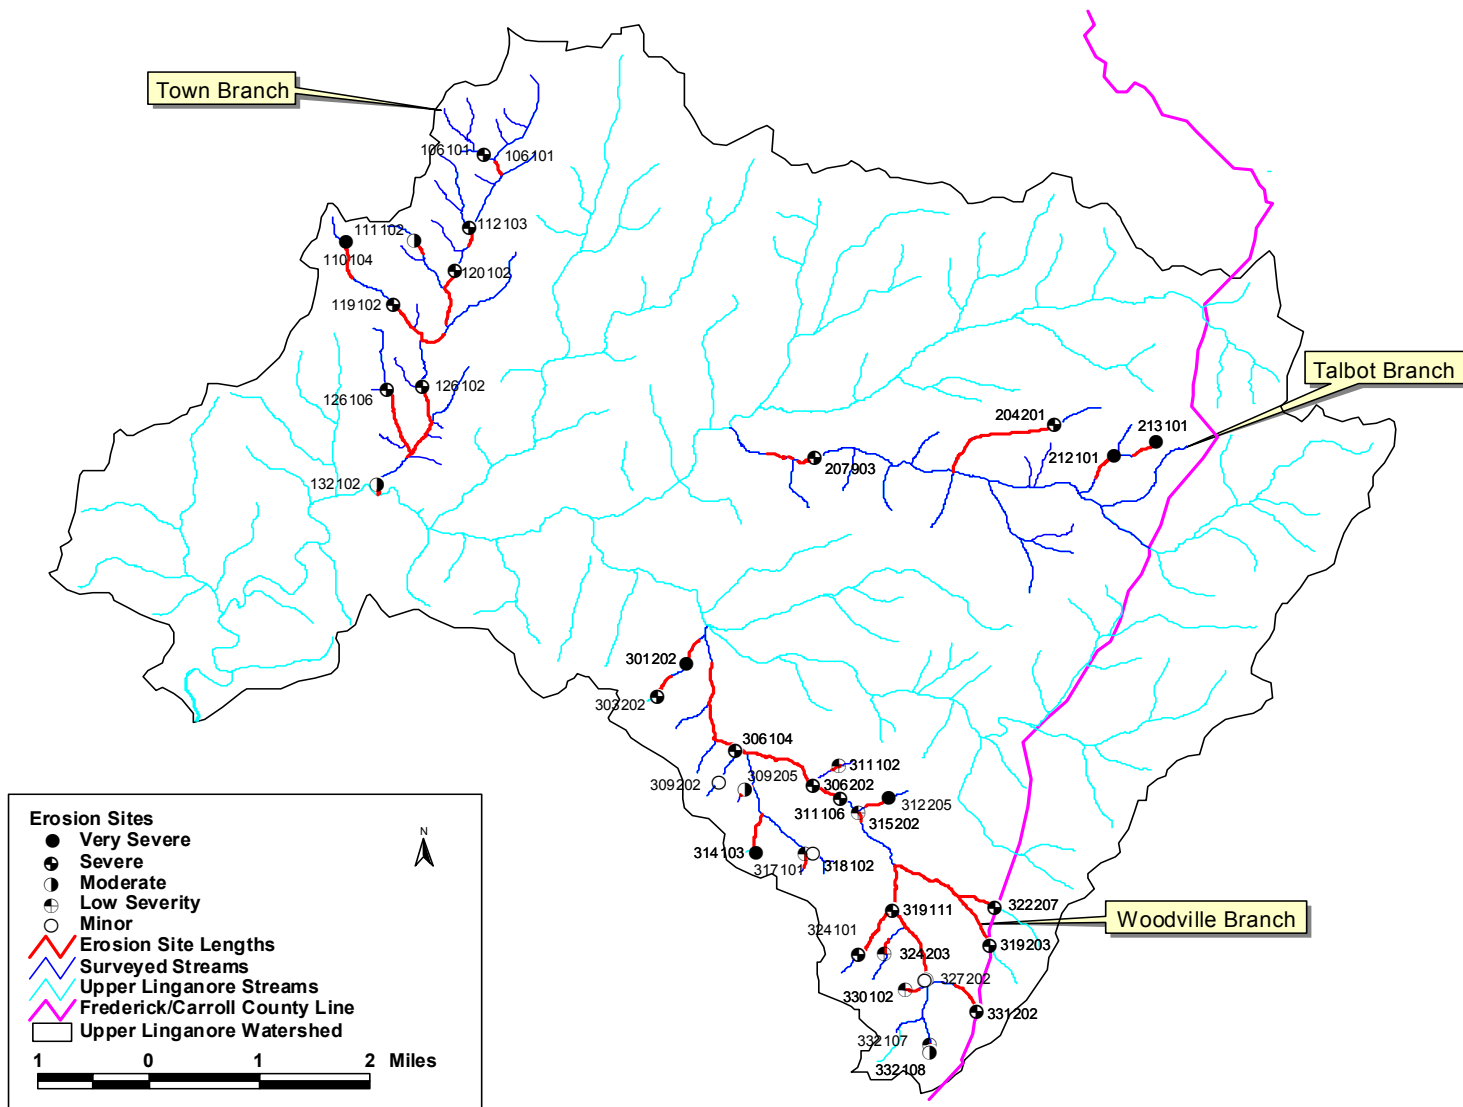 Town Branch
106101
106101
112103
111102
110104
120102
119102
126106
126102
132102
Talbot Branch
204201
213101
212101
207903
301202
303202
306104
311102
309205
309202
306202
312205
311106
315202
314103
317101
318102
322207
319111
Woodville Branch
324101
319203
324203
327202
330102
331202
332107
332108
N
Erosion Sites
Very Severe
Severe
Moderate
Low Severity
Minor
Erosion Site Lengths
Surveyed Streams
Upper Linganore Streams
Frederick/Carroll County Line
Upper Linganore Watershed
1 0 1 2 Miles